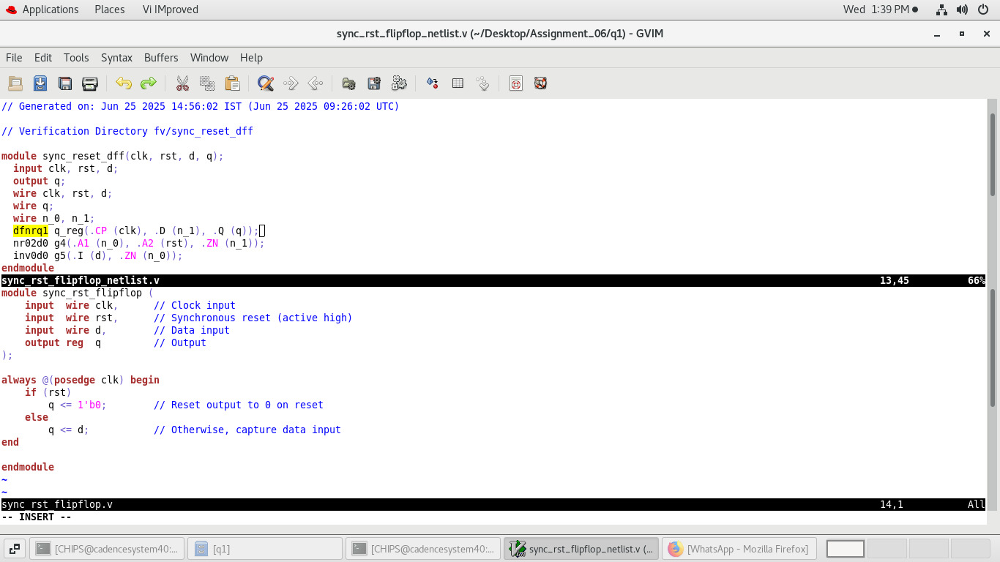 Applications Places Vi IMproved Wed 1:39 PM
sync_rst_flipflop_netlist.v (~/Desktop/Assignment_06/q1) - GVIM
File Edit Tools Syntax Buffers Window Help
// Generated on: Jun 25 2025 14:56:02 IST (Jun 25 2025 09:26:02 UTC)
// Verification Directory fv/sync_reset_dff
module sync_reset_dff(clk, rst, d, q);
  input clk, rst, d;
  output q;
  wire clk, rst, d;
  wire q;
  wire n_0, n_1;
  dfnrq1 q_reg(.CP (clk), .D (n_1), .Q (q));
  nr02d0 g4(.A1 (n_0), .A2 (rst), .ZN (n_1));
  inv0d0 g5(.I (d), .ZN (n_0));
endmodule
sync_rst_flipflop_netlist.v 13,45 66%
module sync_rst_flipflop (
    input  wire clk,      // Clock input
    input  wire rst,      // Synchronous reset (active high)
    input  wire d,        // Data input
    output reg  q         // Output
);
always @(posedge clk) begin
    if (rst)
        q <= 1'b0;        // Reset output to 0 on reset
    else
        q <= d;           // Otherwise, capture data input
end
endmodule
~
~
sync_rst_flipflop.v 14,1 All
-- INSERT --
[CHIPS@cadencesystem40:... [q1] [CHIPS@cadencesystem40:... sync_rst_flipflop_netlist.v (... [WhatsApp - Mozilla Firefox]